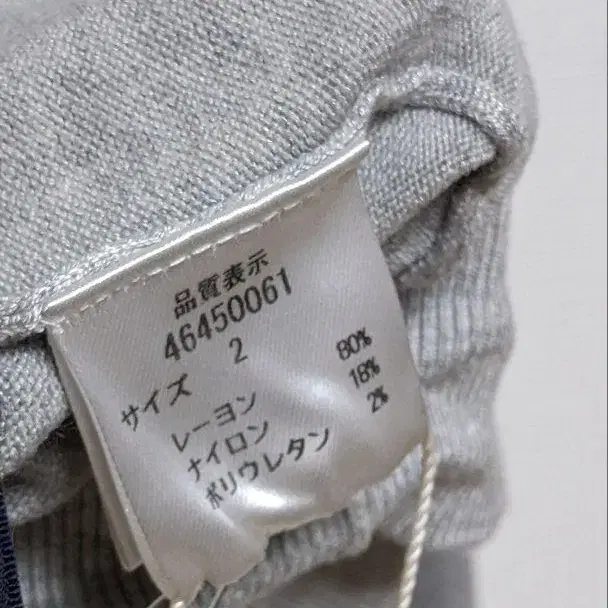 品質表示
46450061
サイズ 2
レーヨン 80%
ナイロン 18%
ポリウレタン 2%